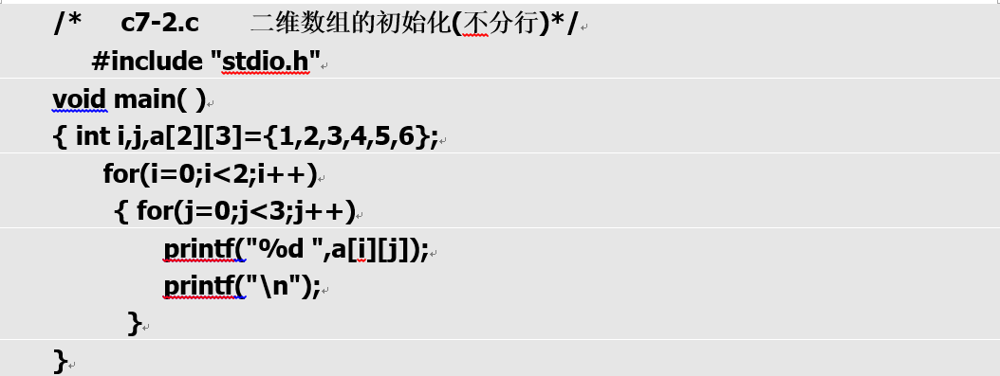 /*   c7-2.c    二维数组的初始化(不分行)*/
#include "stdio.h"
void main( )
{ int i,j,a[2][3]={1,2,3,4,5,6};
for(i=0;i<2;i++)
{ for(j=0;j<3;j++)
printf("%d ",a[i][j]);
printf("\n");
}
}